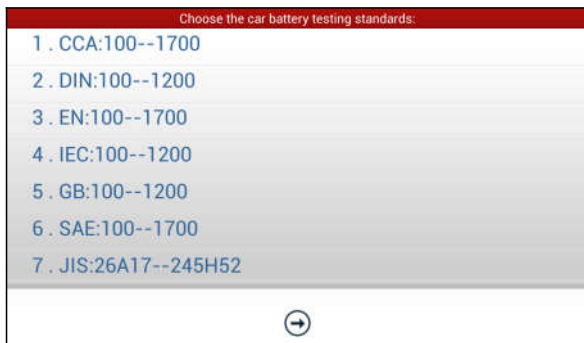 Choose the car battery testing standards:
1 . CCA:100--1700
2 . DIN:100--1200
3 . EN:100--1700
4 . IEC:100--1200
5 . GB:100--1200
6 . SAE:100--1700
7 . JIS:26A17--245H52